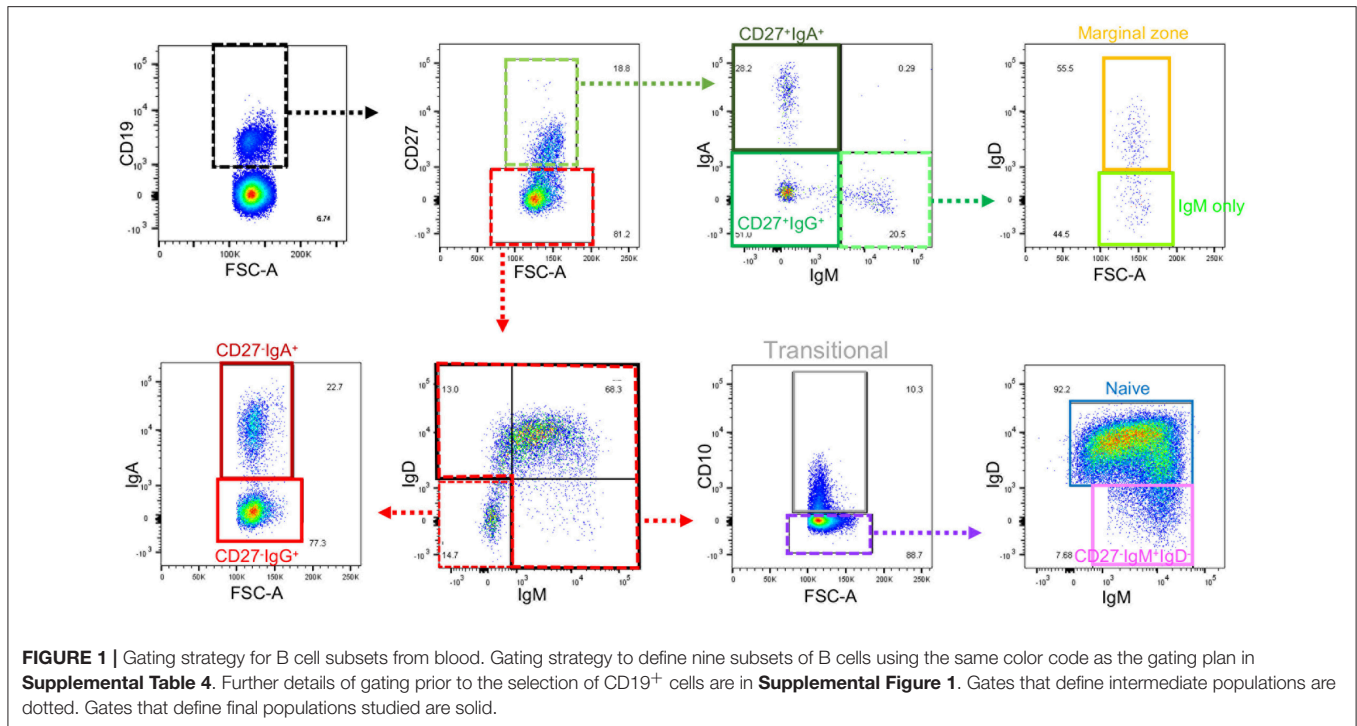 CD19
10⁵
10⁴
10³
0
-10³
6.74
0 50K 100K 150K 200K 250K
FSC-A
CD27
10⁵
10⁴
10³
0
-10³
18.8
81.2
0 50K 100K 150K 200K 250K
FSC-A
CD27⁺IgA⁺
IgA
10⁵
10⁴
10³
0
-10³
28.2
0.29
CD27⁺IgG⁺
51.0
20.5
-10³ 0 10³ 10⁴ 10⁵
IgM
Marginal zone
IgD
10⁵
10⁴
10³
0
-10³
55.5
IgM only
44.5
0 50K 100K 150K 200K 250K
FSC-A
CD27⁻IgA⁺
IgA
10⁵
10⁴
10³
0
-10³
22.7
77.3
CD27⁻IgG⁺
0 50K 100K 150K 200K 250K
FSC-A
IgD
10⁵
10⁴
10³
0
-10³
13.0
68.3
14.7
-10³ 0 10³ 10⁴ 10⁵
IgM
Transitional
CD10
10⁵
10⁴
10³
0
-10³
10.3
88.7
0 50K 100K 150K 200K 250K
FSC-A
Naive
IgD
10⁵
10⁴
10³
0
-10³
92.2
7.68
CD27⁻IgM⁺IgD⁻
-10³ 0 10³ 10⁴ 10⁵
IgM
FIGURE 1 | Gating strategy for B cell subsets from blood. Gating strategy to define nine subsets of B cells using the same color code as the gating plan in
Supplemental Table 4. Further details of gating prior to the selection of CD19⁺ cells are in Supplemental Figure 1. Gates that define intermediate populations are
dotted. Gates that define final populations studied are solid.